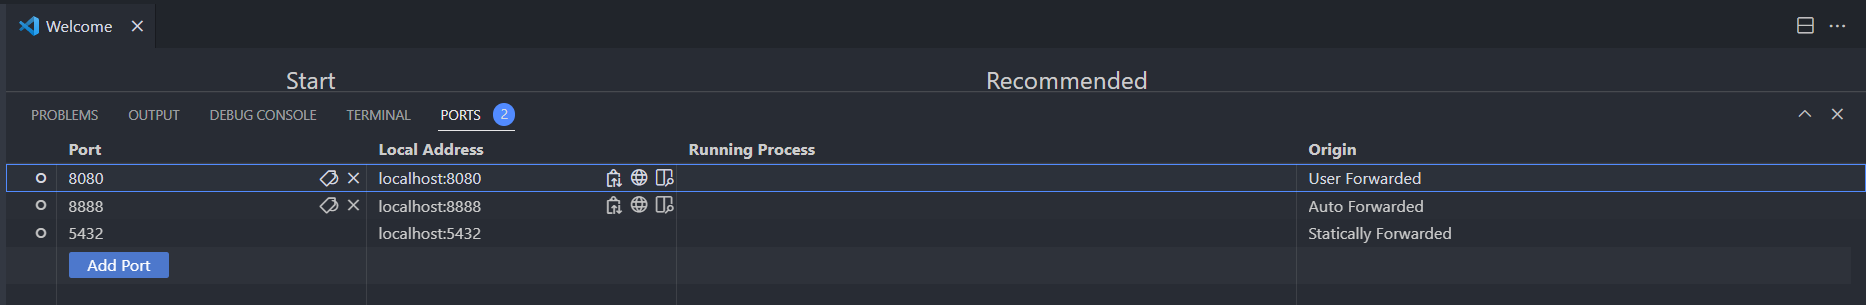 Welcome
Start Recommended
PROBLEMS OUTPUT DEBUG CONSOLE TERMINAL PORTS 2
Port Local Address Running Process Origin
8080 localhost:8080 User Forwarded
8888 localhost:8888 Auto Forwarded
5432 localhost:5432 Statically Forwarded
Add Port